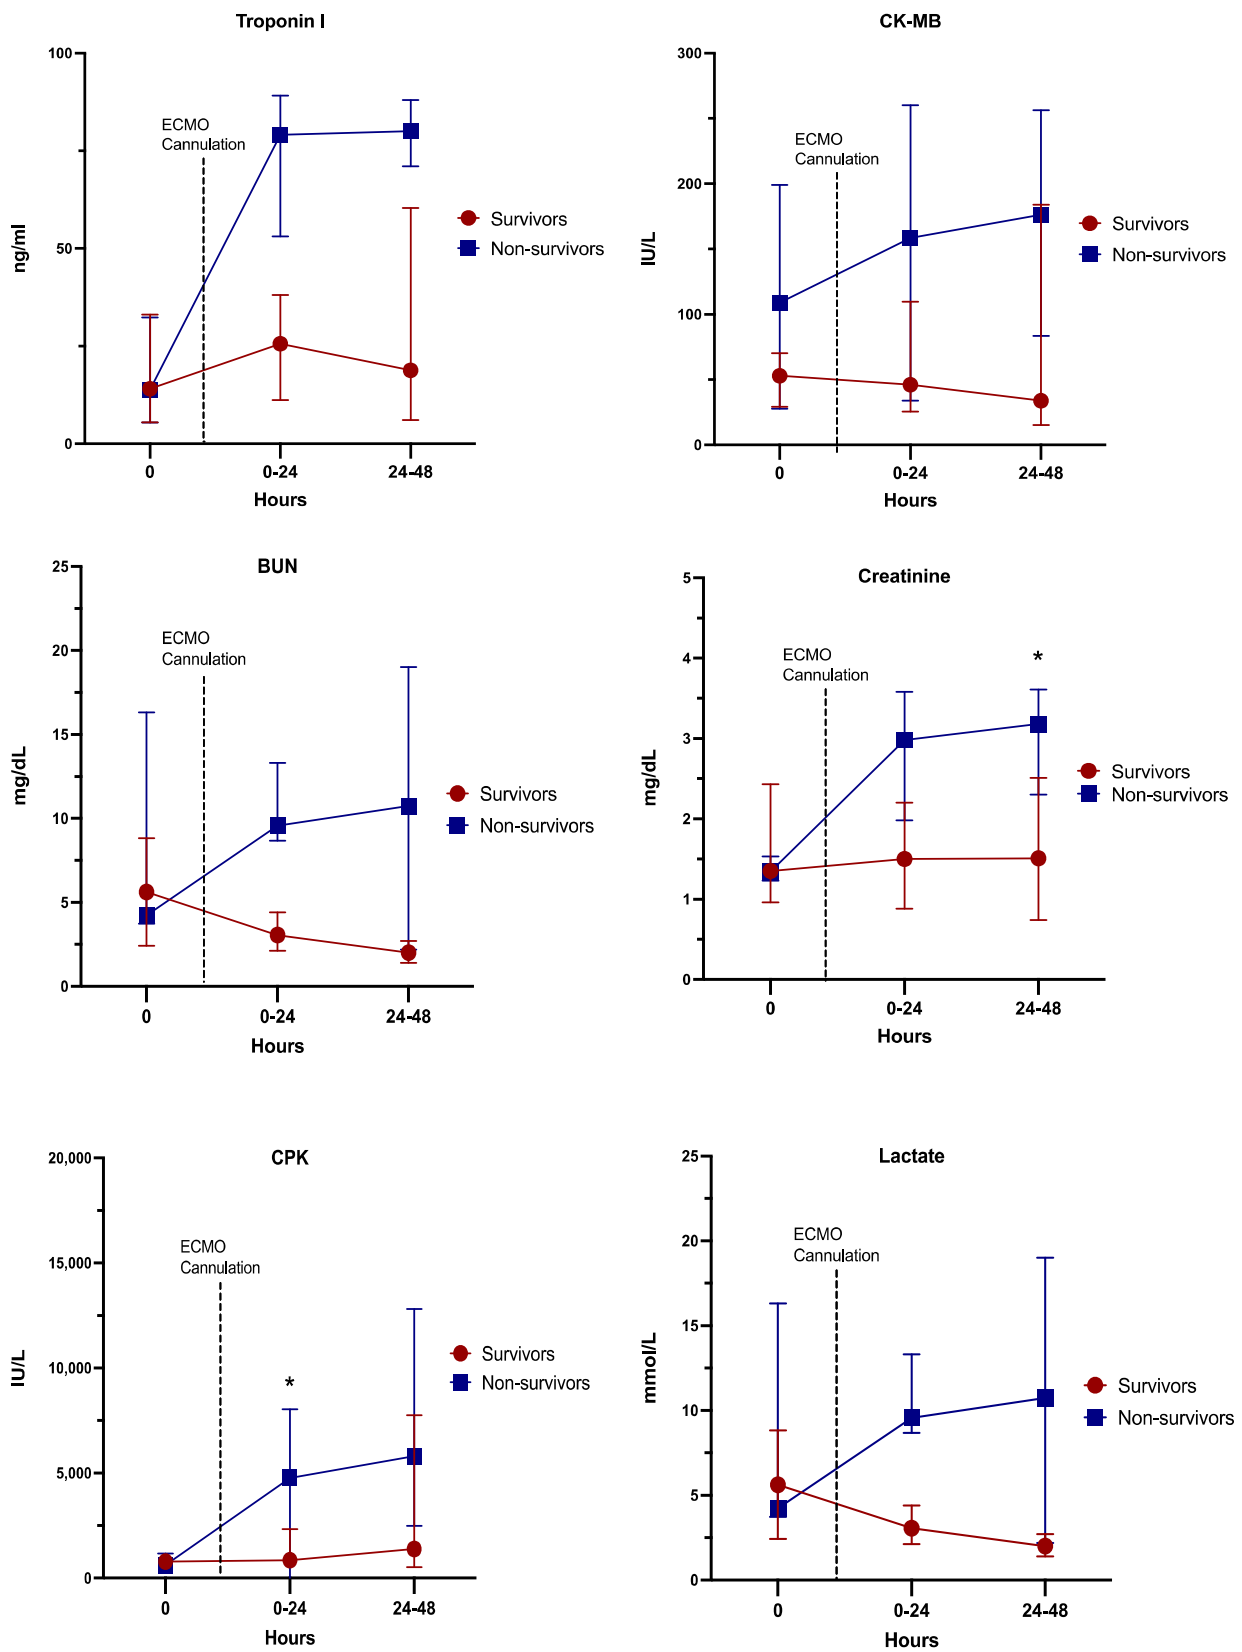 Troponin I
100
50
0
ng/ml
ECMO
Cannulation
0
0-24
24-48
Hours
Survivors
Non-survivors
CK-MB
300
200
100
0
IU/L
ECMO
Cannulation
0
0-24
24-48
Hours
Survivors
Non-survivors
BUN
25
20
15
10
5
0
mg/dL
ECMO
Cannulation
0
0-24
24-48
Hours
Survivors
Non-survivors
Creatinine
5
4
3
2
1
0
mg/dL
ECMO
Cannulation
*
0
0-24
24-48
Hours
Survivors
Non-survivors
CPK
20,000
15,000
10,000
5,000
0
IU/L
ECMO
Cannulation
*
0
0-24
24-48
Hours
Survivors
Non-survivors
Lactate
25
20
15
10
5
0
mmol/L
ECMO
Cannulation
0
0-24
24-48
Hours
Survivors
Non-survivors